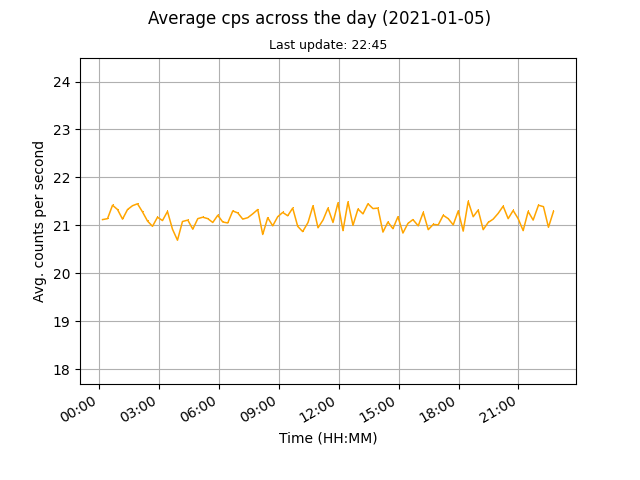 Average cps across the day (2021-01-05)
Last update: 22:45
24
23
22
21
20
19
18
Avg. counts per second
00:00 03:00 06:00 09:00 12:00 15:00 18:00 21:00
Time (HH:MM)